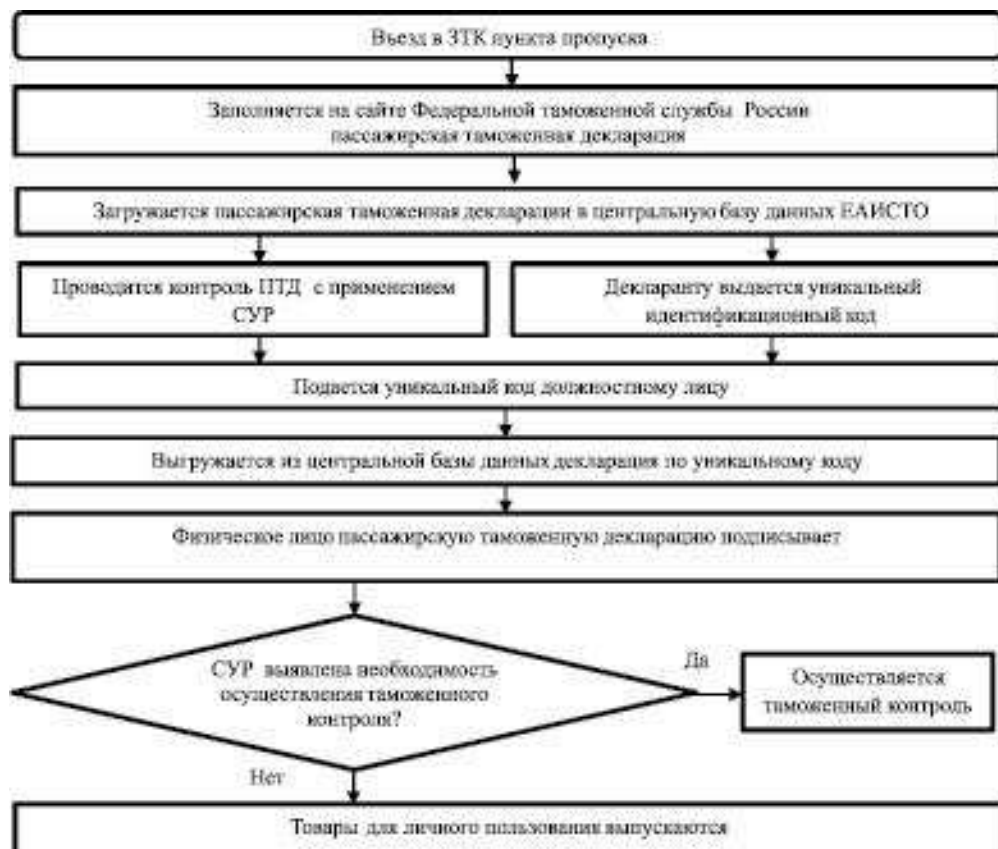 Въезд в ЗТК пункта пропуска
Заполняется на сайте Федеральной таможенной службы России
пассажирская таможенная декларация
Загружается пассажирская таможенная декларации в центральную базу данных ЕАИСТО
Проводится контроль ПТД с применением
СУР
Декларанту выдается уникальный
идентификационный код
Подается уникальный код должностному лицу
Выгружается из центральной базы данных декларация по уникальному коду
Физическое лицо пассажирскую таможенную декларацию подписывает
СУР выявлена необходимость
осуществления таможенного
контроля?
Да
Осуществляется
таможенный контроль
Нет
Товары для личного пользования выпускаются